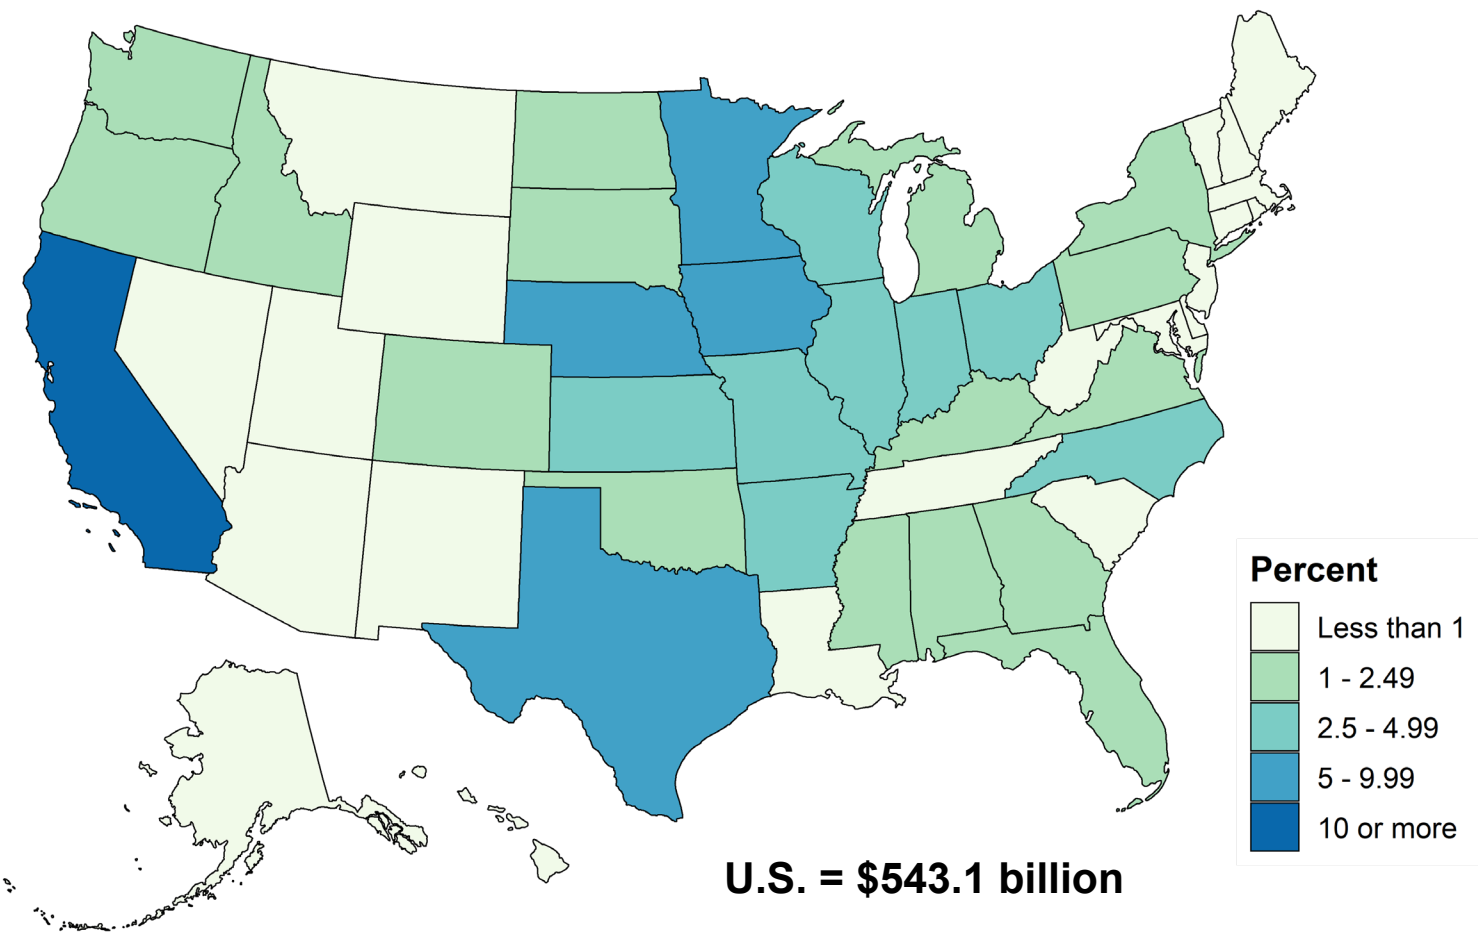 Percent
Less than 1
1 - 2.49
2.5 - 4.99
5 - 9.99
10 or more
U.S. = $543.1 billion